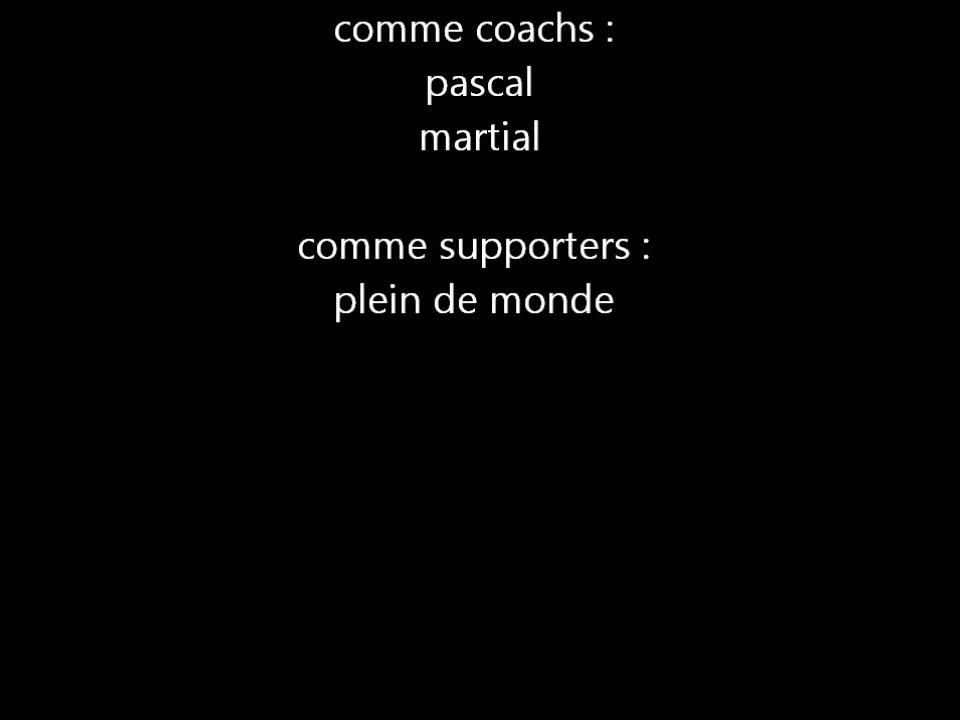 comme coachs :
pascal
martial
comme supporters :
plein de monde